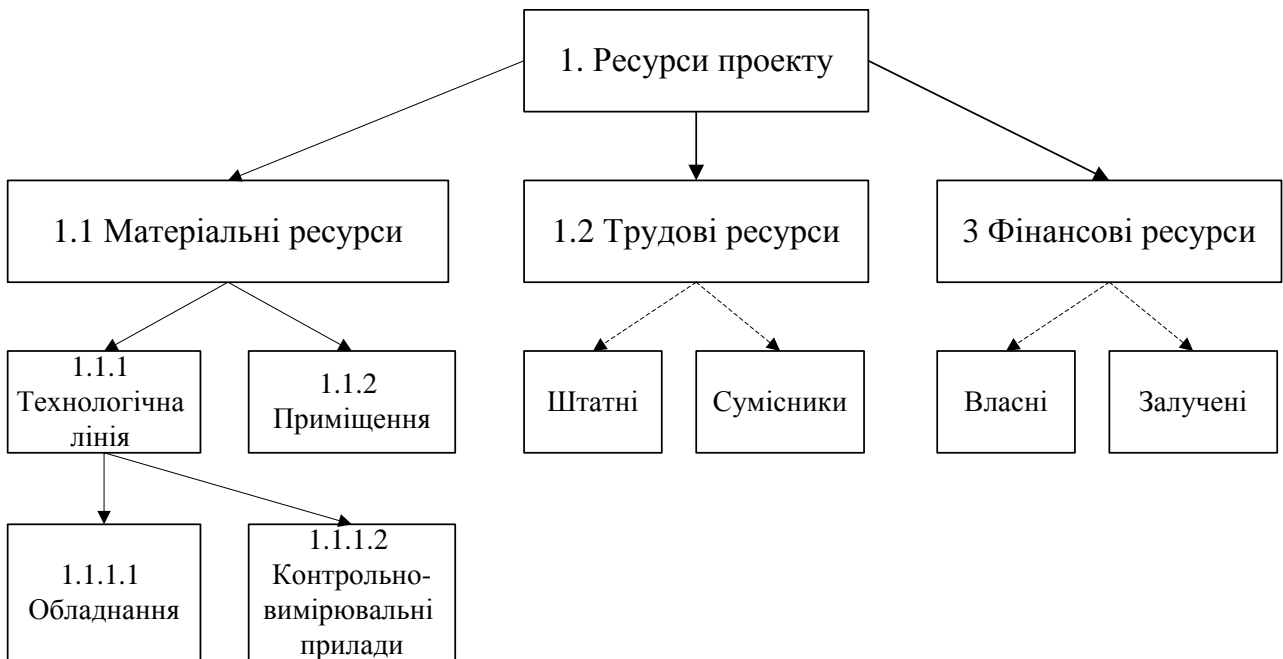 1. Ресурси проекту
1.1 Матеріальні ресурси
1.2 Трудові ресурси
3 Фінансові ресурси
1.1.1
Технологічна
лінія
1.1.2
Приміщення
Штатні
Сумісники
Власні
Залучені
1.1.1.1
Обладнання
1.1.1.2
Контрольно-
вимірювальні
прилади